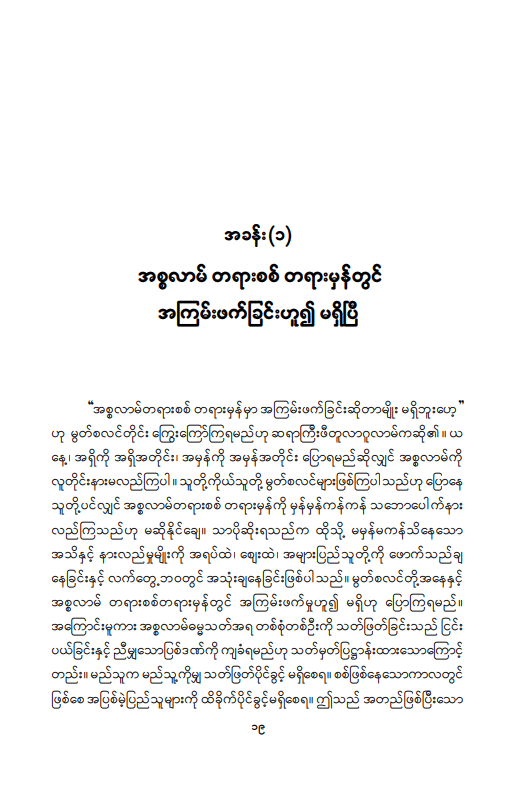 အခန်း(၁)
အစ္စလာမ် တရားစစ် တရားမှန်တွင်
အကြမ်းဖက်ခြင်းဟူ၍ မရှိပြီ
“အစ္စလာမ်တရားစစ် တရားမှန်မှာ အကြမ်းဖက်ခြင်းဆိုတာမျိုး မရှိဘူးဟေ့”
ဟု မွတ်စလင်တိုင်း ကြွေးကြော်ကြရမည်ဟု ဆရာကြီးဖီတူလာဂူလာမ်ကဆို၏။ ယ
နေ့၊ အရှိကို အရှိအတိုင်း၊ အမှန်ကို အမှန်အတိုင်း ပြောရမည်ဆိုလျှင် အစ္စလာမ်ကို
လူတိုင်းနားမလည်ကြပါ။ သူတို့ကိုယ်သူတို့ မွတ်စလင်များဖြစ်ကြပါသည်ဟု ပြောနေ
သူတို့ပင်လျှင် အစ္စလာမ်တရားစစ် တရားမှန်ကို မှန်မှန်ကန်ကန် သဘောပေါက်နား
လည်ကြသည်ဟု မဆိုနိုင်ချေ။ သာပိုဆိုးရသည်က ထိုသို့ မမှန်မကန်သိနေသော
အသိနှင့် နားလည်မှုမျိုးကို အရပ်ထဲ၊ ဈေးထဲ၊ အများပြည်သူတို့ကို ဖောက်သည်ချ
နေခြင်းနှင့် လက်တွေ့ဘဝတွင် အသုံးချနေခြင်းဖြစ်ပါသည်။ မွတ်စလင်တို့အနေနှင့်
အစ္စလာမ် တရားစစ်တရားမှန်တွင် အကြမ်းဖက်မှုဟူ၍ မရှိဟု ပြောကြရမည်။
အကြောင်းမူကား အစ္စလာမ်ဓမ္မသတ်အရ တစ်စုံတစ်ဦးကို သတ်ဖြတ်ခြင်းသည် ငြင်း
ပယ်ခြင်းနှင့် ညီမျှသောပြစ်ဒဏ်ကို ကျခံရမည်ဟု သတ်မှတ်ပြဋ္ဌာန်းထားသောကြောင့်
တည်း။ မည်သူက မည်သူ့ကိုမျှ သတ်ဖြတ်ပိုင်ခွင့် မရှိစေရ။ စစ်ဖြစ်နေသောကာလတွင်
ဖြစ်စေ အပြစ်မဲ့ပြည်သူများကို ထိခိုက်ပိုင်ခွင့်မရှိစေရ။ ဤသည် အတည်ဖြစ်ပြီးသော
၁၉